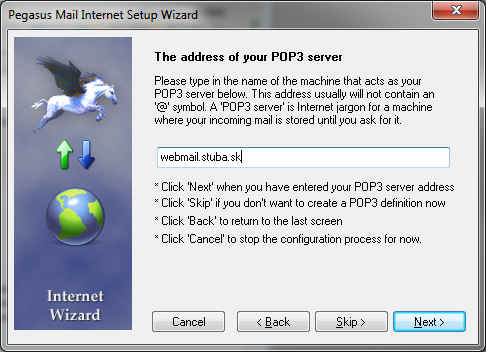 Pegasus Mail Internet Setup Wizard
The address of your POP3 server
Please type in the name of the machine that acts as your
POP3 server below. This address usually will not contain an
'@' symbol. A 'POP3 server' is Internet jargon for a machine
where your incoming mail is stored until you ask for it.
webmail.stuba.sk
* Click 'Next' when you have entered your POP3 server address
* Click 'Skip' if you don't want to create a POP3 definition now
* Click 'Back' to return to the last screen
* Click 'Cancel' to stop the configuration process for now.
Internet
Wizard
Cancel
< Back
Skip >
Next >